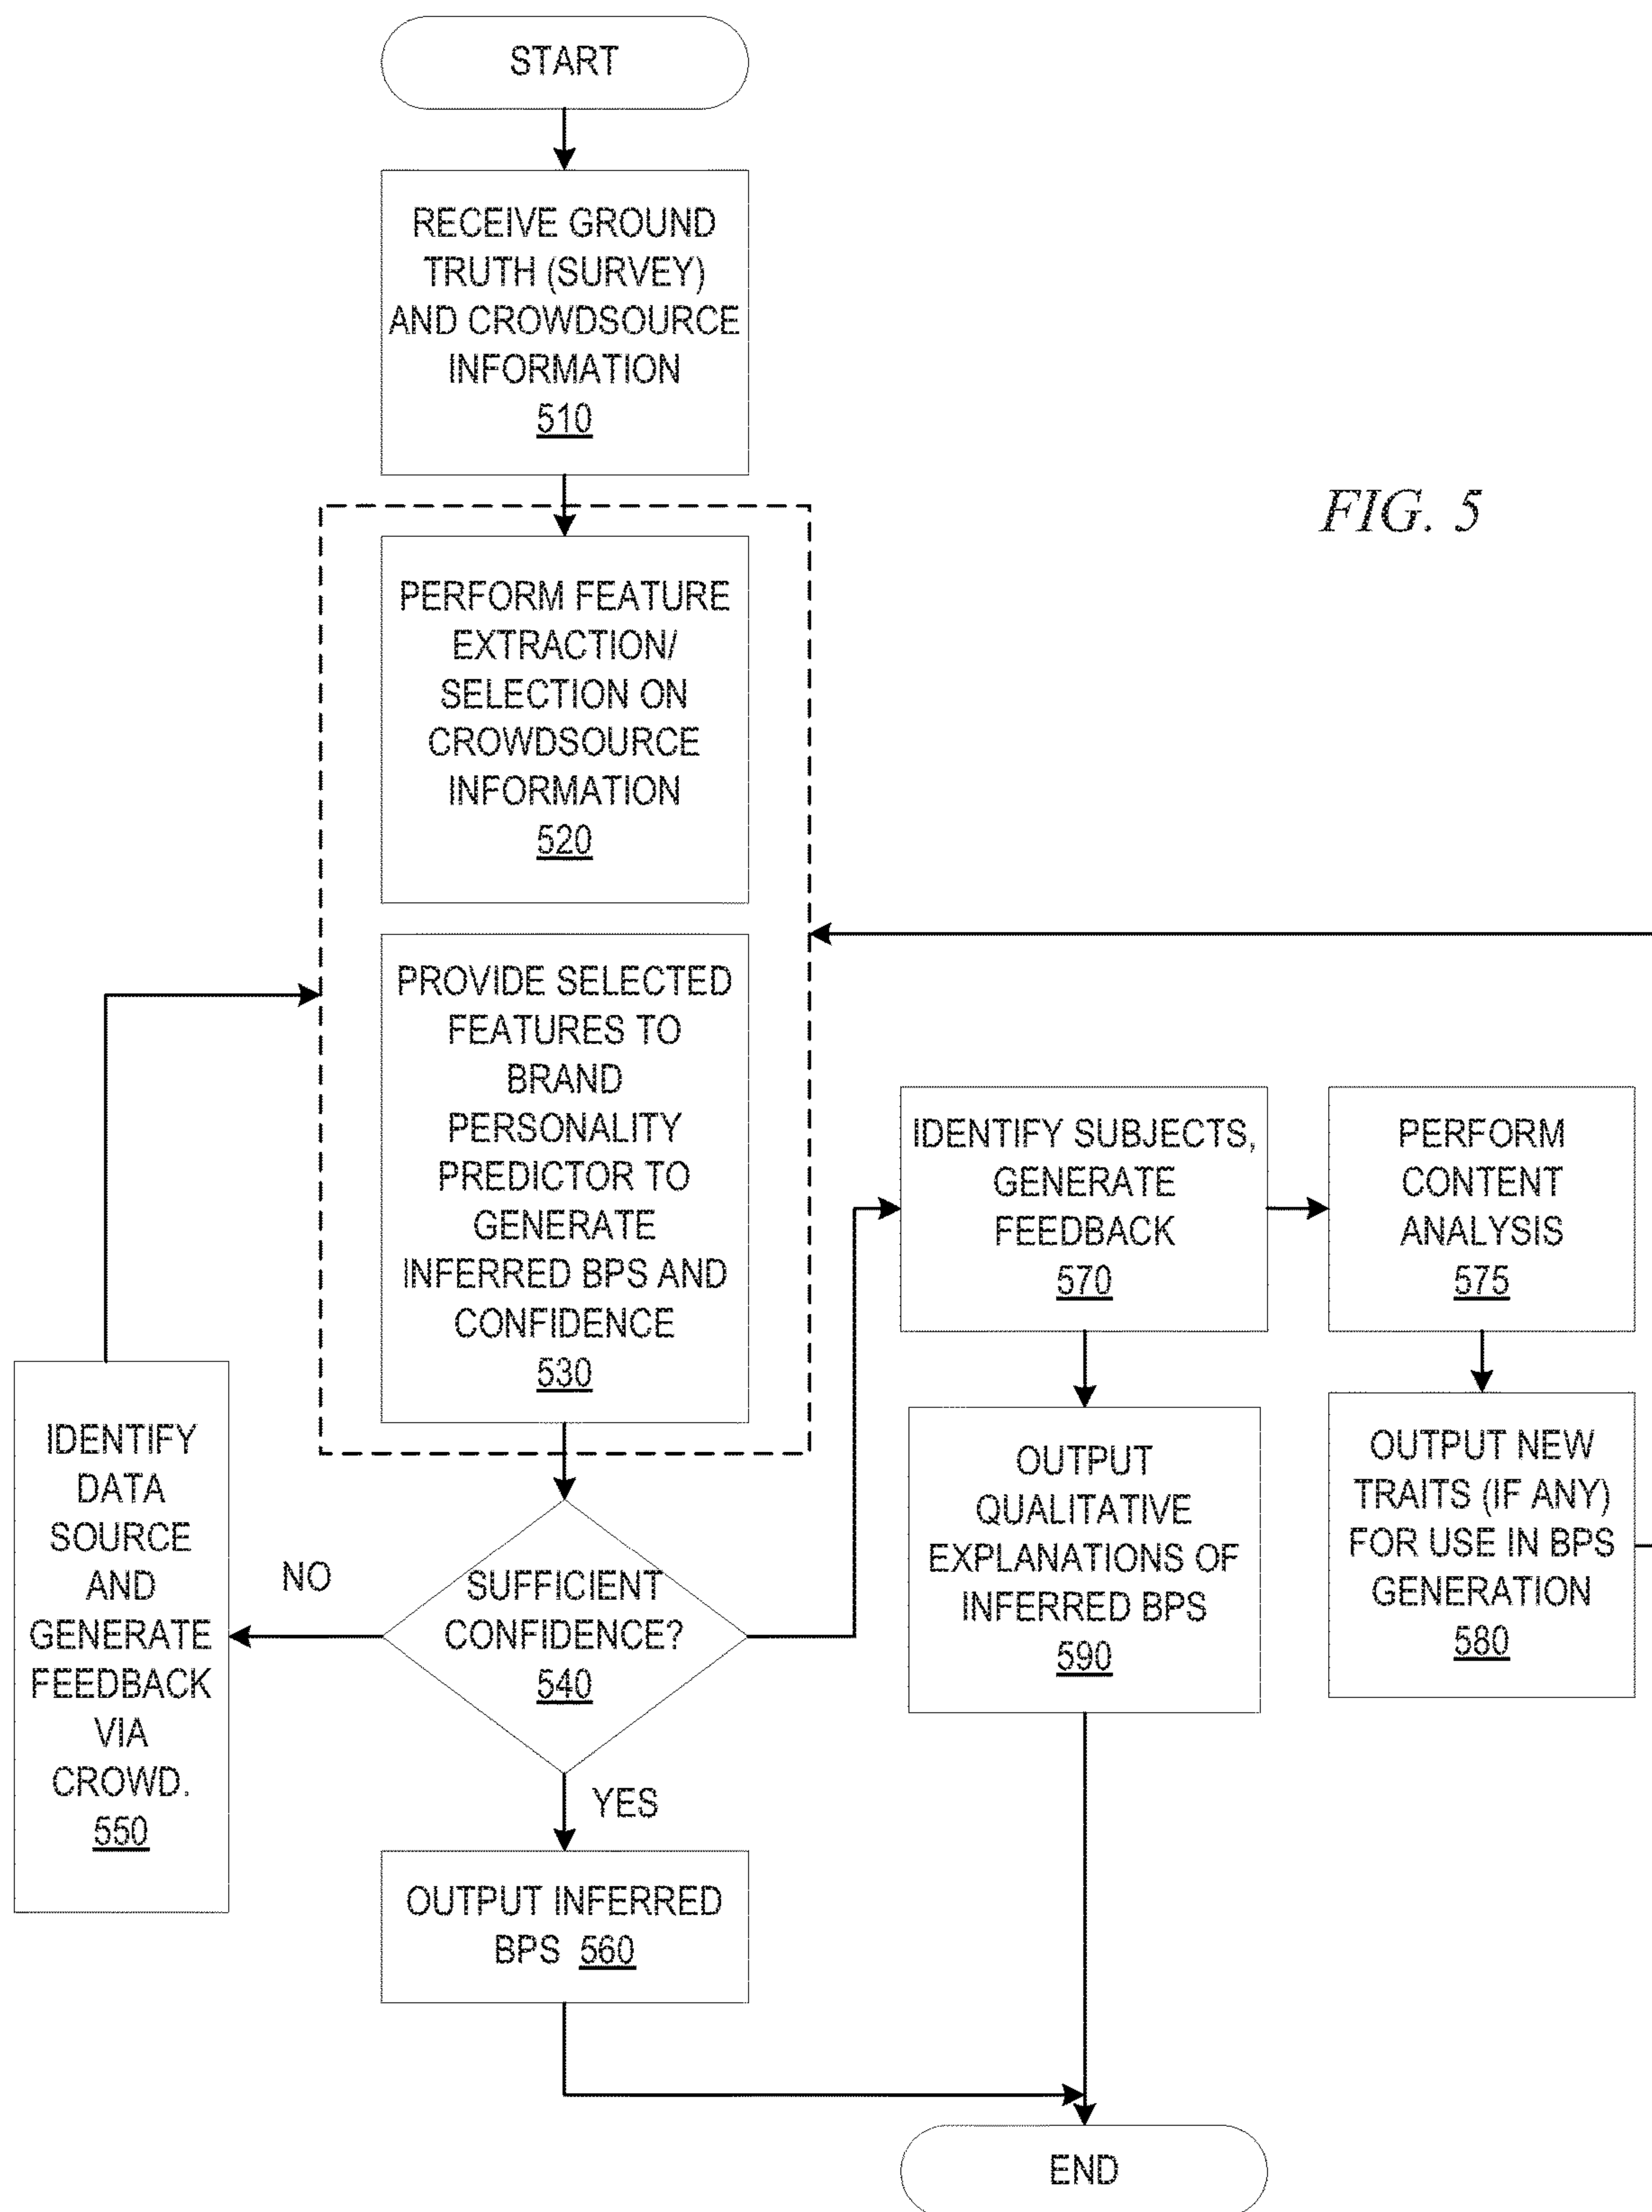 START
RECEIVE GROUND
TRUTH (SURVEY)
AND CROWDSOURCE
INFORMATION
510
FIG. 5
PERFORM FEATURE
EXTRACTION/
SELECTION ON
CROWDSOURCE
INFORMATION
520
PROVIDE SELECTED
FEATURES TO
BRAND
PERSONALITY
PREDICTOR TO
GENERATE
INFERRED BPS AND
CONFIDENCE
530
IDENTIFY SUBJECTS,
GENERATE
FEEDBACK
570
PERFORM
CONTENT
ANALYSIS
575
IDENTIFY
DATA
SOURCE
AND
GENERATE
FEEDBACK
VIA
CROWD.
550
NO
SUFFICIENT
CONFIDENCE?
540
YES
OUTPUT
QUALITATIVE
EXPLANATIONS OF
INFERRED BPS
590
OUTPUT NEW
TRAITS (IF ANY)
FOR USE IN BPS
GENERATION
580
OUTPUT INFERRED
BPS 560
END